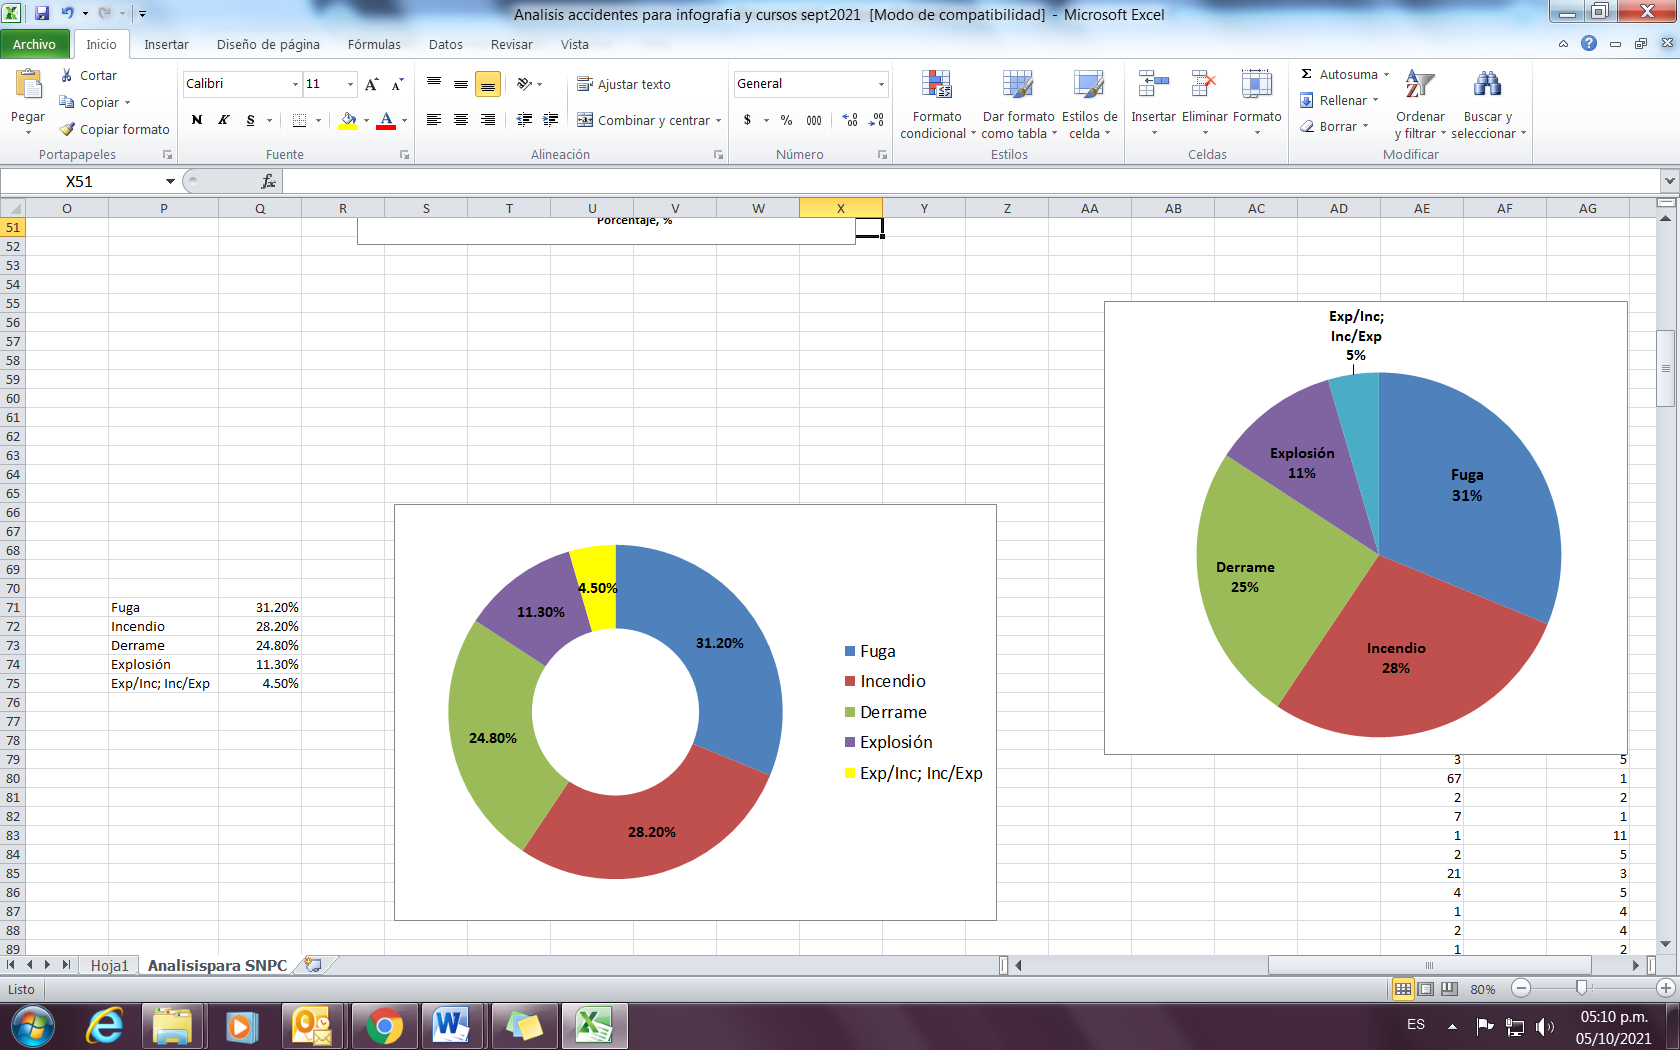 Analisis accidentes para infografia y cursos sept2021 [Modo de compatibilidad] - Microsoft Excel
Archivo Inicio Insertar Diseño de página Fórmulas Datos Revisar Vista
Pegar
Cortar
Copiar
Copiar formato
Portapapeles
Calibri 11
N K S
A A
Fuente
Ajustar texto
Combinar y centrar
Alineación
General
$ % 000
Número
Formato condicional
Dar formato como tabla
Estilos de celda
Estilos
Insertar Eliminar Formato
Celdas
Σ Autosuma
Rellenar
Borrar
Ordenar y filtrar
Buscar y seleccionar
Modificar
X51
fx
O P Q R S T U V W X Y Z AA AB AC AD AE AF AG
51
Porcentaje, %
52
53
54
55
56
57
58
59
60
61
62
63
64
65
66
67
68
69
70
71 Fuga 31.20%
72 Incendio 28.20%
73 Derrame 24.80%
74 Explosión 11.30%
75 Exp/Inc; Inc/Exp 4.50%
76
77
78
79 3 5
80 67 1
81 2 2
82 7 1
83 1 11
84 2 5
85 21 3
86 4 5
87 1 4
88 2 4
89 1 2
Exp/Inc;
Inc/Exp
5%
Explosión
11%
Fuga
31%
Derrame
25%
Incendio
28%
4.50%
11.30%
31.20%
24.80%
28.20%
Fuga
Incendio
Derrame
Explosión
Exp/Inc; Inc/Exp
Hoja1 Analisispara SNPC
Listo
80%
ES
05:10 p.m.
05/10/2021